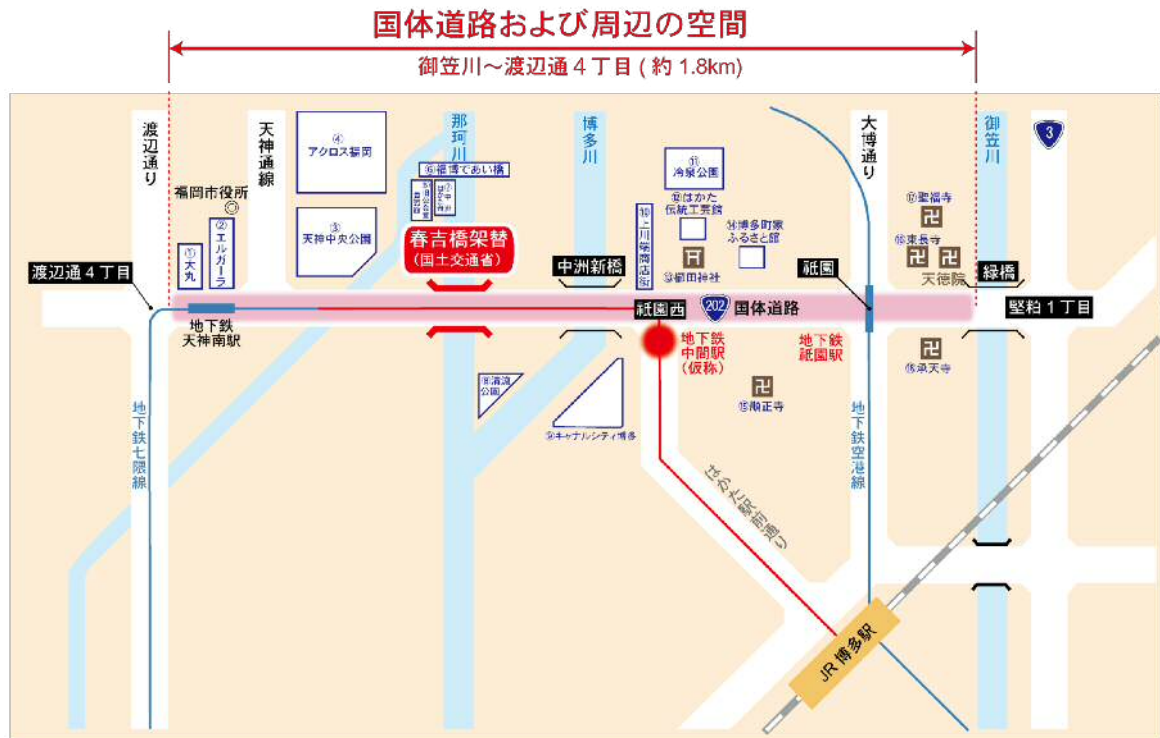 国体道路および周辺の空間
御笠川～渡辺通4丁目(約1.8km)
渡辺通り
天神通線
那珂川
博多川
大博通り
御笠川
3
④
アクロス福岡
⑥福博であい橋
⑪
冷泉公園
福岡市役所
①大丸
②エルガーラ
③
天神中央公園
春吉橋架替
(国土交通省)
中洲新橋
⑩上川端商店街
⑫はかた
伝統工芸館
⑭博多町家
ふるさと館
⑬櫛田神社
祇園
⑰聖福寺
⑯東長寺
天徳院
緑橋
渡辺通4丁目
地下鉄
天神南駅
祇園西
202
国体道路
堅粕1丁目
地下鉄
中間駅
(仮称)
地下鉄
祇園駅
⑧清流
公園
⑨キャナルシティ博多
⑮順正寺
⑱承天寺
地下鉄七隈線
地下鉄空港線
はかた駅前通り
JR博多駅